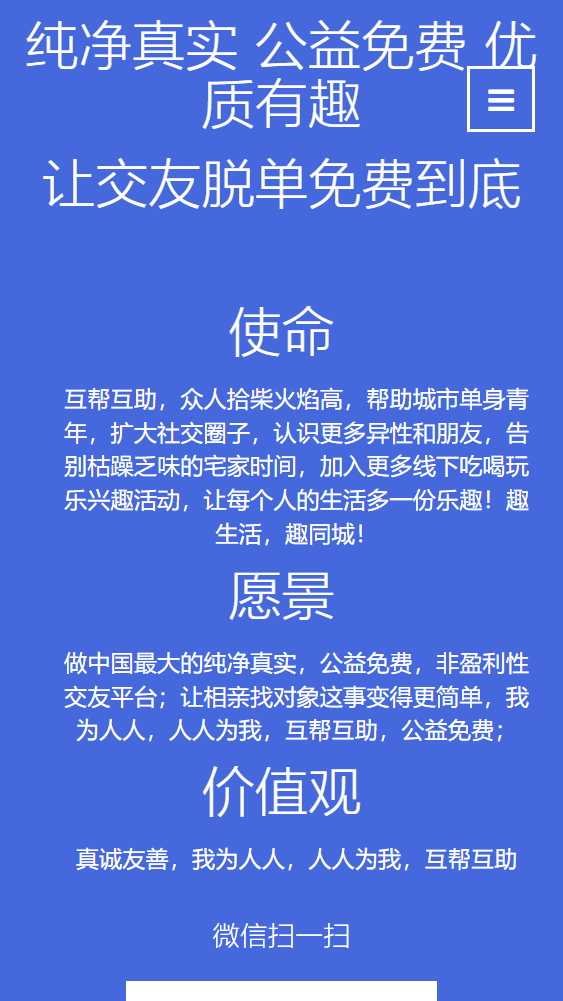 纯净真实 公益免费 优
质有趣
让交友脱单免费到底
使命
互帮互助，众人拾柴火焰高，帮助城市单身青
年，扩大社交圈子，认识更多异性和朋友，告
别枯躁乏味的宅家时间，加入更多线下吃喝玩
乐兴趣活动，让每个人的生活多一份乐趣！趣
生活，趣同城！
愿景
做中国最大的纯净真实，公益免费，非盈利性
交友平台；让相亲找对象这事变得更简单，我
为人人，人人为我，互帮互助，公益免费；
价值观
真诚友善，我为人人，人人为我，互帮互助
微信扫一扫